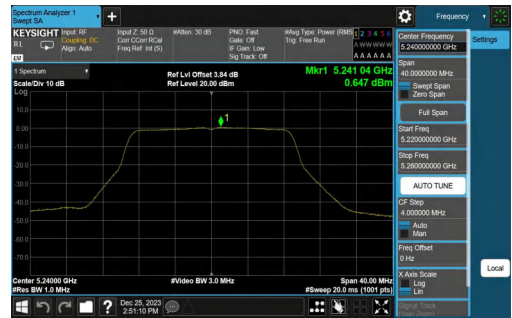 Spectrum Analyzer 1
Swept SA
Frequency
KEYSIGHT
RL
LV
Input: RF
Coupling: DC
Align: Auto
Input Z: 50 Ω
Corr CCorr RCal
Freq Ref: Int (S)
#Atten: 30 dB
PNO: Fast
Gate: Off
IF Gain: Low
Sig Track: Off
#Avg Type: Power (RMS
Trig: Free Run
1 2 3 4 5 6
A W W W W W
A A A A A A
1 Spectrum
Scale/Div 10 dB
Log
Ref Lvl Offset 3.84 dB
Ref Level 20.00 dBm
Mkr1 5.241 04 GHz
0.647 dBm
1
10.0
0.00
-10.0
-20.0
-30.0
-40.0
-50.0
-60.0
-70.0
Center 5.24000 GHz
#Res BW 1.0 MHz
#Video BW 3.0 MHz
Span 40.00 MHz
#Sweep 20.0 ms (1001 pts)
Dec 25, 2023
2:51:10 PM
Center Frequency
5.240000000 GHz
Span
40.0000000 MHz
Swept Span
Zero Span
Full Span
Start Freq
5.220000000 GHz
Stop Freq
5.260000000 GHz
AUTO TUNE
CF Step
4.000000 MHz
Auto
Man
Freq Offset
0 Hz
X Axis Scale
Log
Lin
Signal Track
Settings
Local